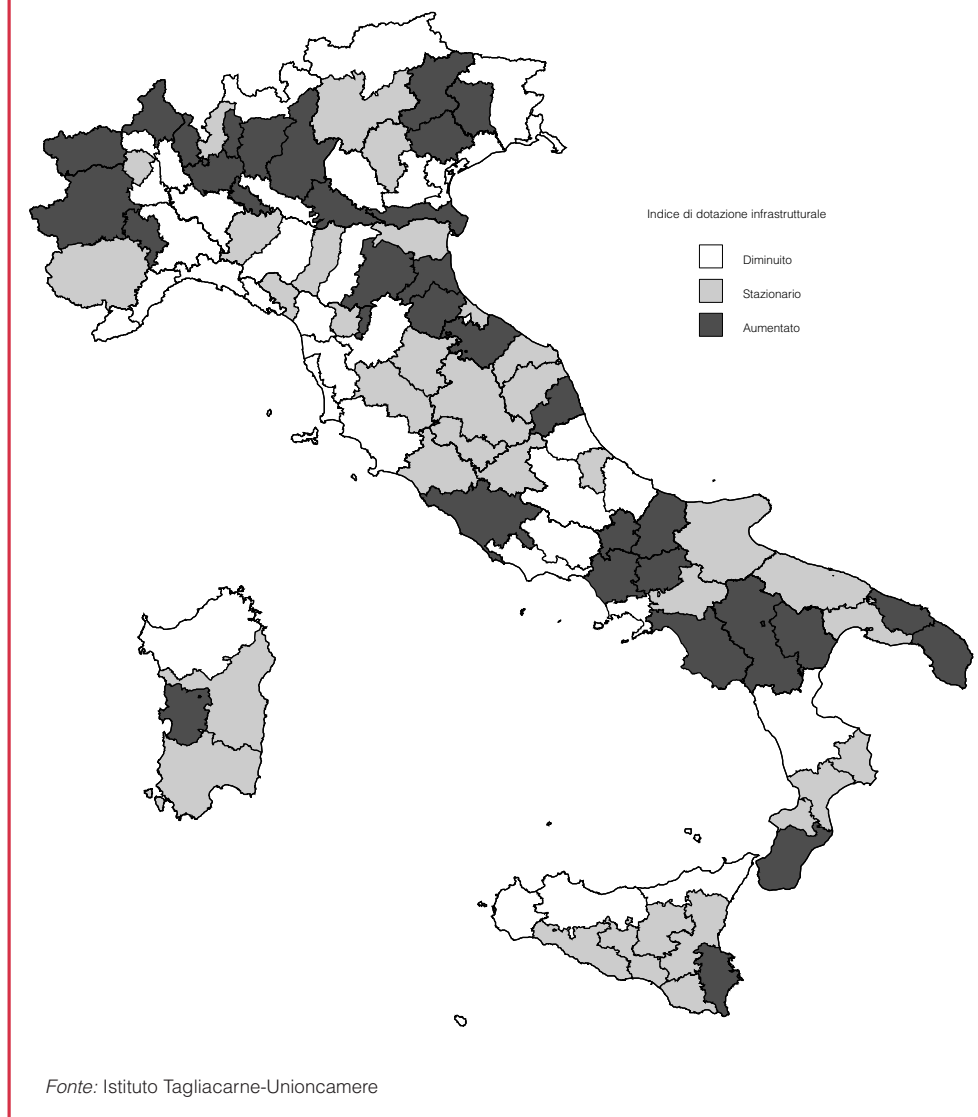 Indice di dotazione infrastrutturale
Diminuito
Stazionario
Aumentato
Fonte: Istituto Tagliacarne-Unioncamere